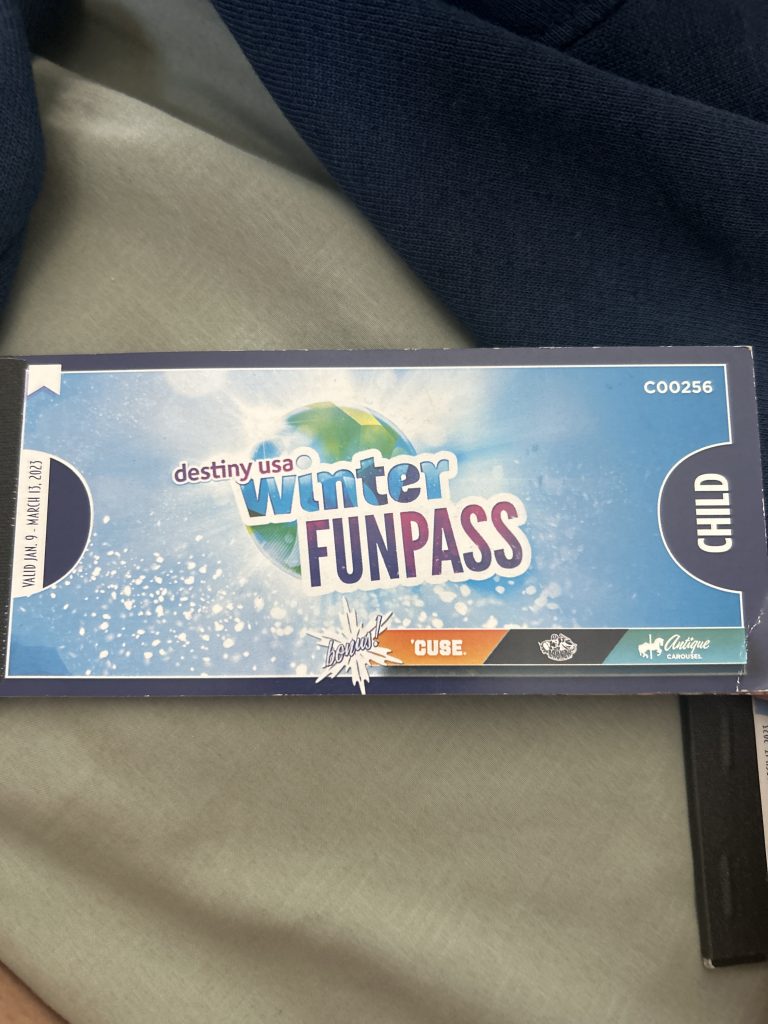 C00256
destiny usa
winter
FUNPASS
CHILD
VALID JAN. 9 - MARCH 13, 2023
bonus!
'CUSE
Antique
CAROUSEL